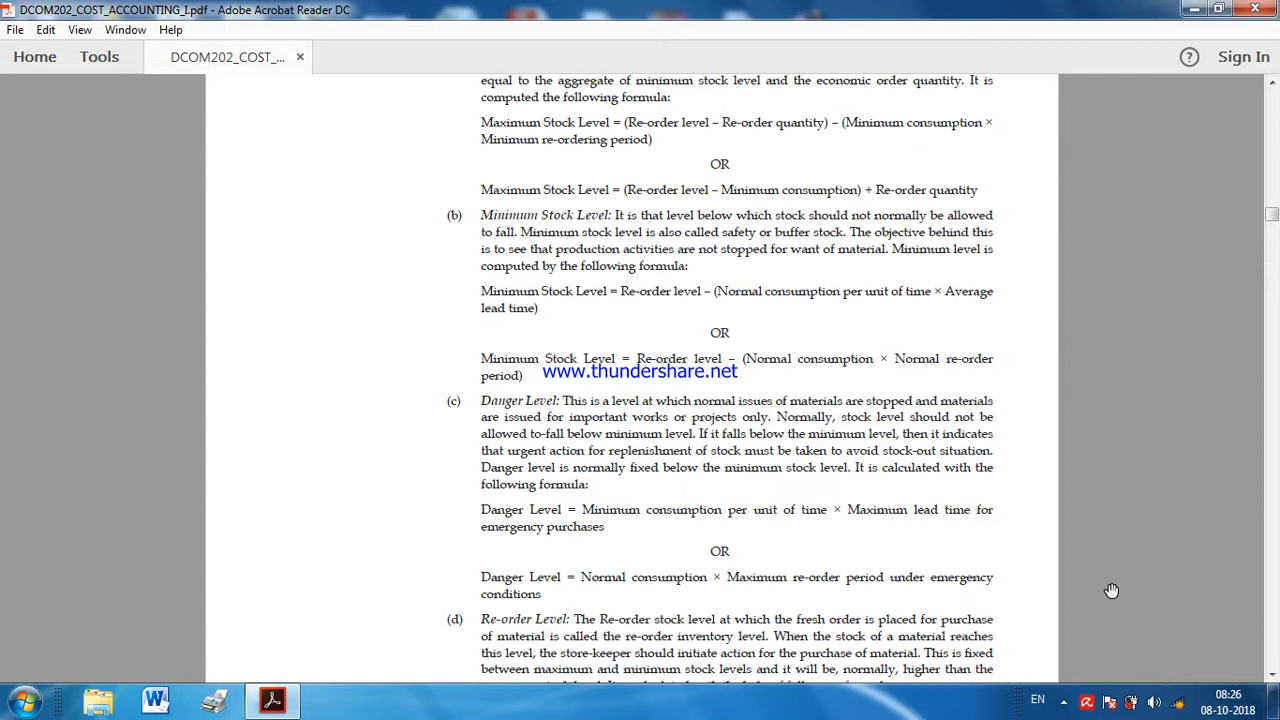 DCOM202_COST_ACCOUNTING_I.pdf - Adobe Acrobat Reader DC
File Edit View Window Help
Home Tools DCOM202_COST_... × ? Sign In
equal to the aggregate of minimum stock level and the economic order quantity. It is
computed the following formula:
Maximum Stock Level = (Re-order level – Re-order quantity) – (Minimum consumption ×
Minimum re-ordering period)
OR
Maximum Stock Level = (Re-order level – Minimum consumption) + Re-order quantity
(b) Minimum Stock Level: It is that level below which stock should not normally be allowed
to fall. Minimum stock level is also called safety or buffer stock. The objective behind this
is to see that production activities are not stopped for want of material. Minimum level is
computed by the following formula:
Minimum Stock Level = Re-order level – (Normal consumption per unit of time × Average
lead time)
OR
Minimum Stock Level = Re-order level – (Normal consumption × Normal re-order
period)
www.thundershare.net
(c) Danger Level: This is a level at which normal issues of materials are stopped and materials
are issued for important works or projects only. Normally, stock level should not be
allowed to-fall below minimum level. If it falls below the minimum level, then it indicates
that urgent action for replenishment of stock must be taken to avoid stock-out situation.
Danger level is normally fixed below the minimum stock level. It is calculated with the
following formula:
Danger Level = Minimum consumption per unit of time × Maximum lead time for
emergency purchases
OR
Danger Level = Normal consumption × Maximum re-order period under emergency
conditions
(d) Re-order Level: The Re-order stock level at which the fresh order is placed for purchase
of material is called the re-order inventory level. When the stock of a material reaches
this level, the store-keeper should initiate action for the purchase of material. This is fixed
between maximum and minimum stock levels and it will be, normally, higher than the
EN 08:26
08-10-2018